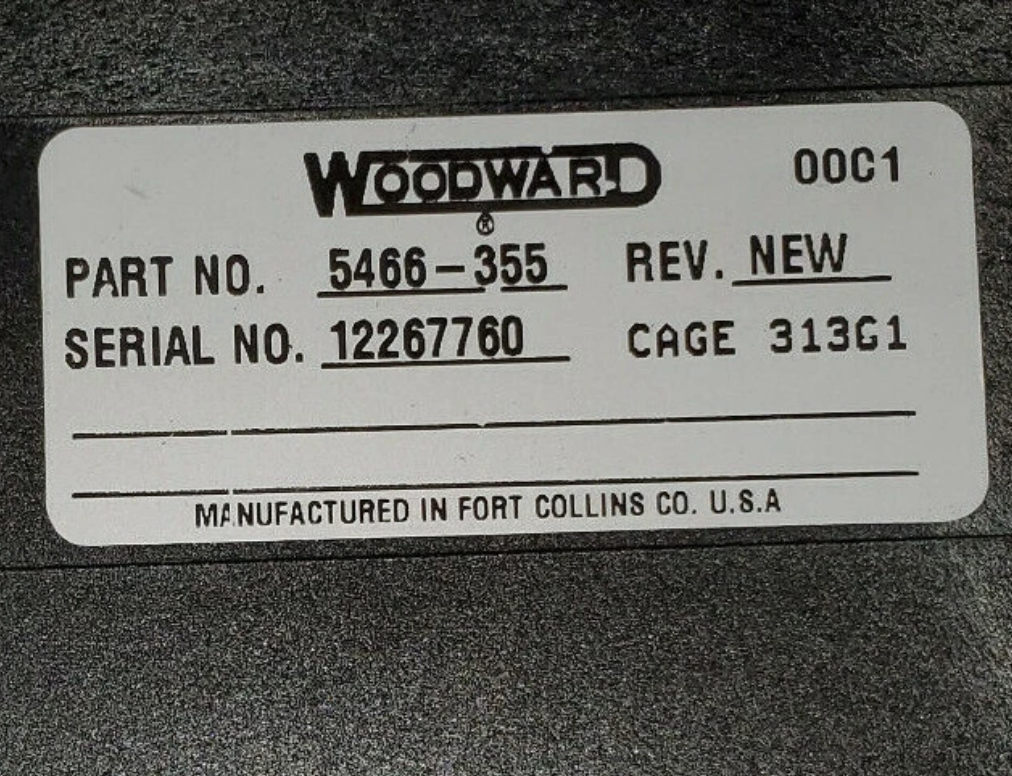 WOODWARD 00C1
®
PART NO. 5466-355 REV. NEW
SERIAL NO. 12267760 CAGE 313G1
MANUFACTURED IN FORT COLLINS CO. U.S.A